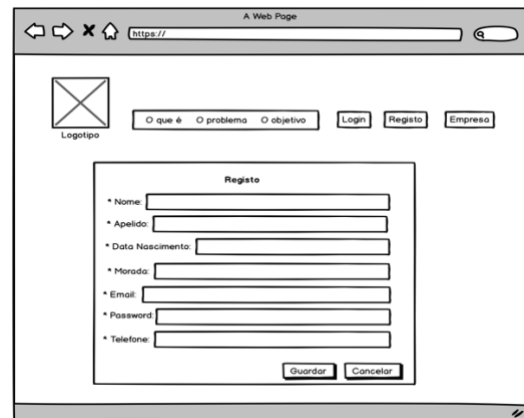 A Web Page
https://
O que é O problema O objetivo Login Registo Empresa
Logotipo
Registo
* Nome:
* Apelido:
* Data Nascimento:
* Morada:
* Email:
* Password:
* Telefone:
Guardar Cancelar